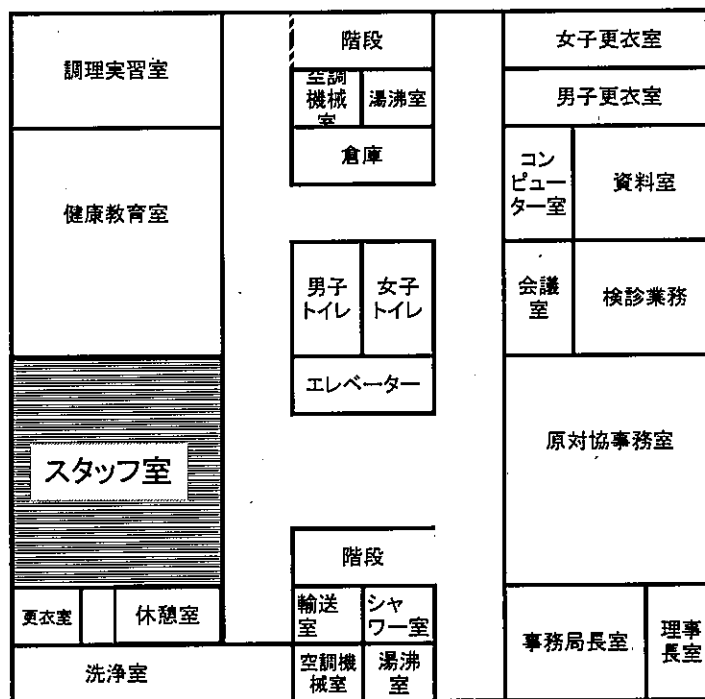 調理実習室
階段
女子更衣室
空調
機械
室
湯沸室
男子更衣室
倉庫
コン
ピュー
ター室
資料室
健康教育室
男子
トイレ
女子
トイレ
会議
室
検診業務
エレベーター
スタッフ室
原対協事務室
階段
更衣室
休憩室
輸送
室
シャ
ワー室
事務局長室
理事
長室
洗浄室
空調機
械室
湯沸
室